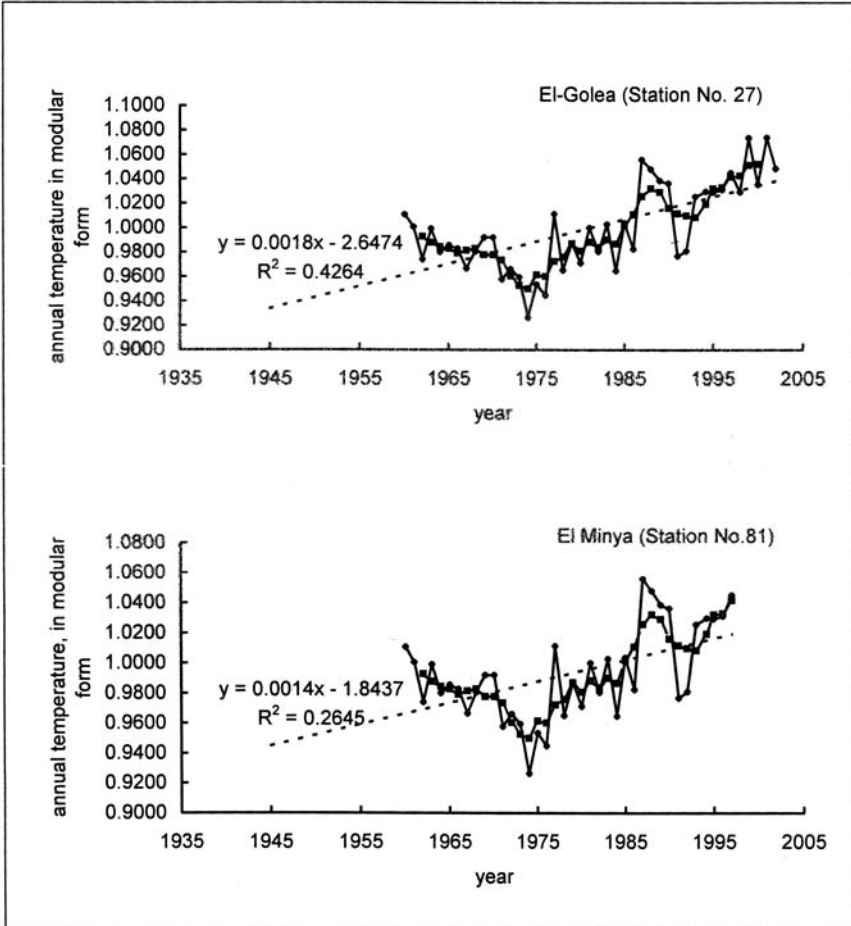 El-Golea (Station No. 27)
annual temperature in modular
form
1.1000
1.0800
1.0600
1.0400
1.0200
1.0000
0.9800
0.9600
0.9400
0.9200
0.9000
y = 0.0018x - 2.6474
R² = 0.4264
1935 1945 1955 1965 1975 1985 1995 2005
year
El Minya (Station No.81)
annual temperature, in modular
form
1.0800
1.0600
1.0400
1.0200
1.0000
0.9800
0.9600
0.9400
0.9200
0.9000
y = 0.0014x - 1.8437
R² = 0.2645
1935 1945 1955 1965 1975 1985 1995 2005
year